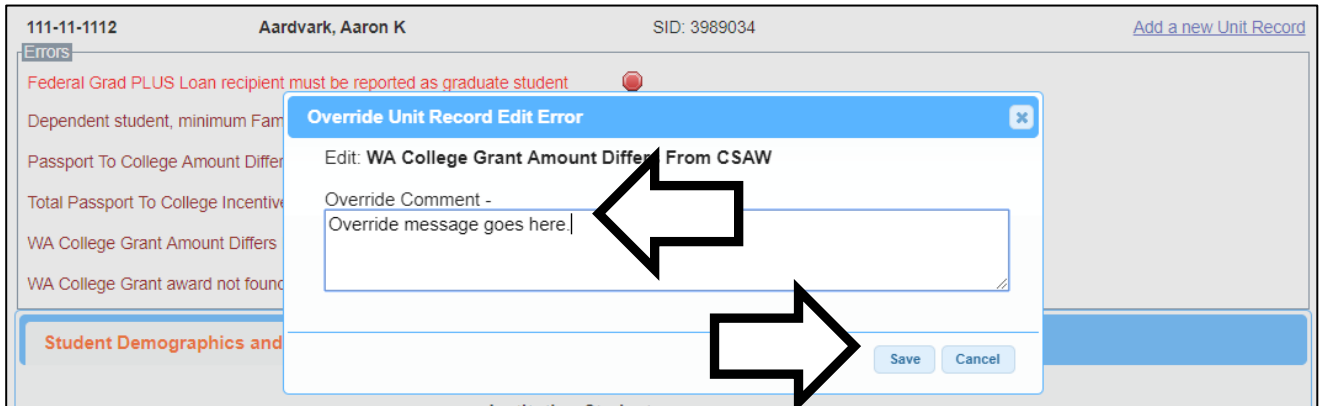 111-11-1112 Aardvark, Aaron K SID: 3989034 Add a new Unit Record
Errors
Federal Grad PLUS Loan recipient must be reported as graduate student
Dependent student, minimum Fam
Passport To College Amount Differ
Total Passport To College Incentive
WA College Grant Amount Differs
WA College Grant award not found
Override Unit Record Edit Error
Edit: WA College Grant Amount Differs From CSAW
Override Comment -
Override message goes here.
Save Cancel
Student Demographics and